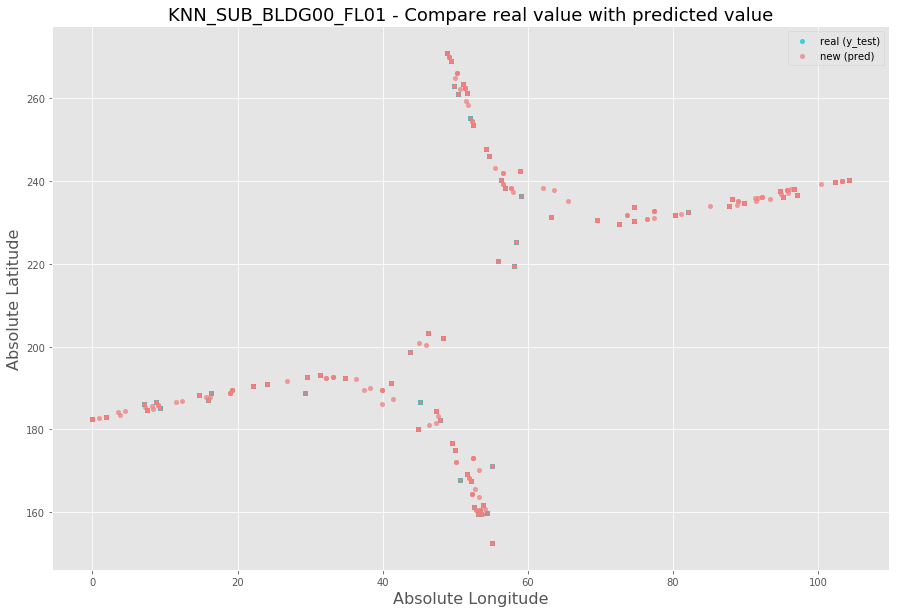 KNN_SUB_BLDG00_FL01 - Compare real value with predicted value
real (y_test)
new (pred)
Absolute Latitude
260
240
220
200
180
160
0
20
40
60
80
100
Absolute Longitude